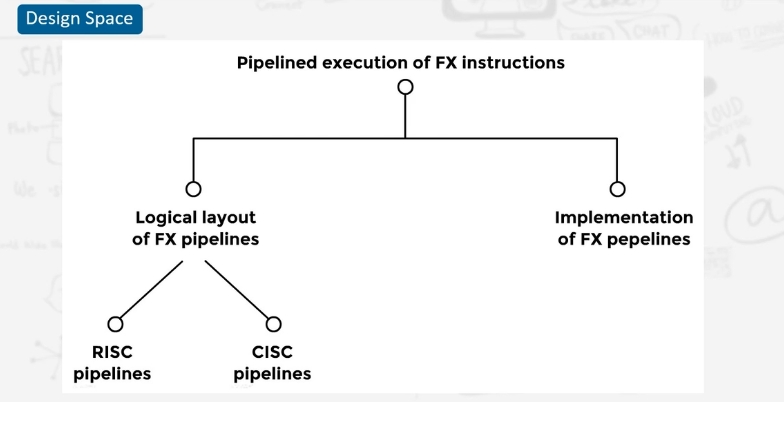 Design Space
Pipelined execution of FX instructions
Logical layout
of FX pipelines
Implementation
of FX pepelines
RISC
pipelines
CISC
pipelines